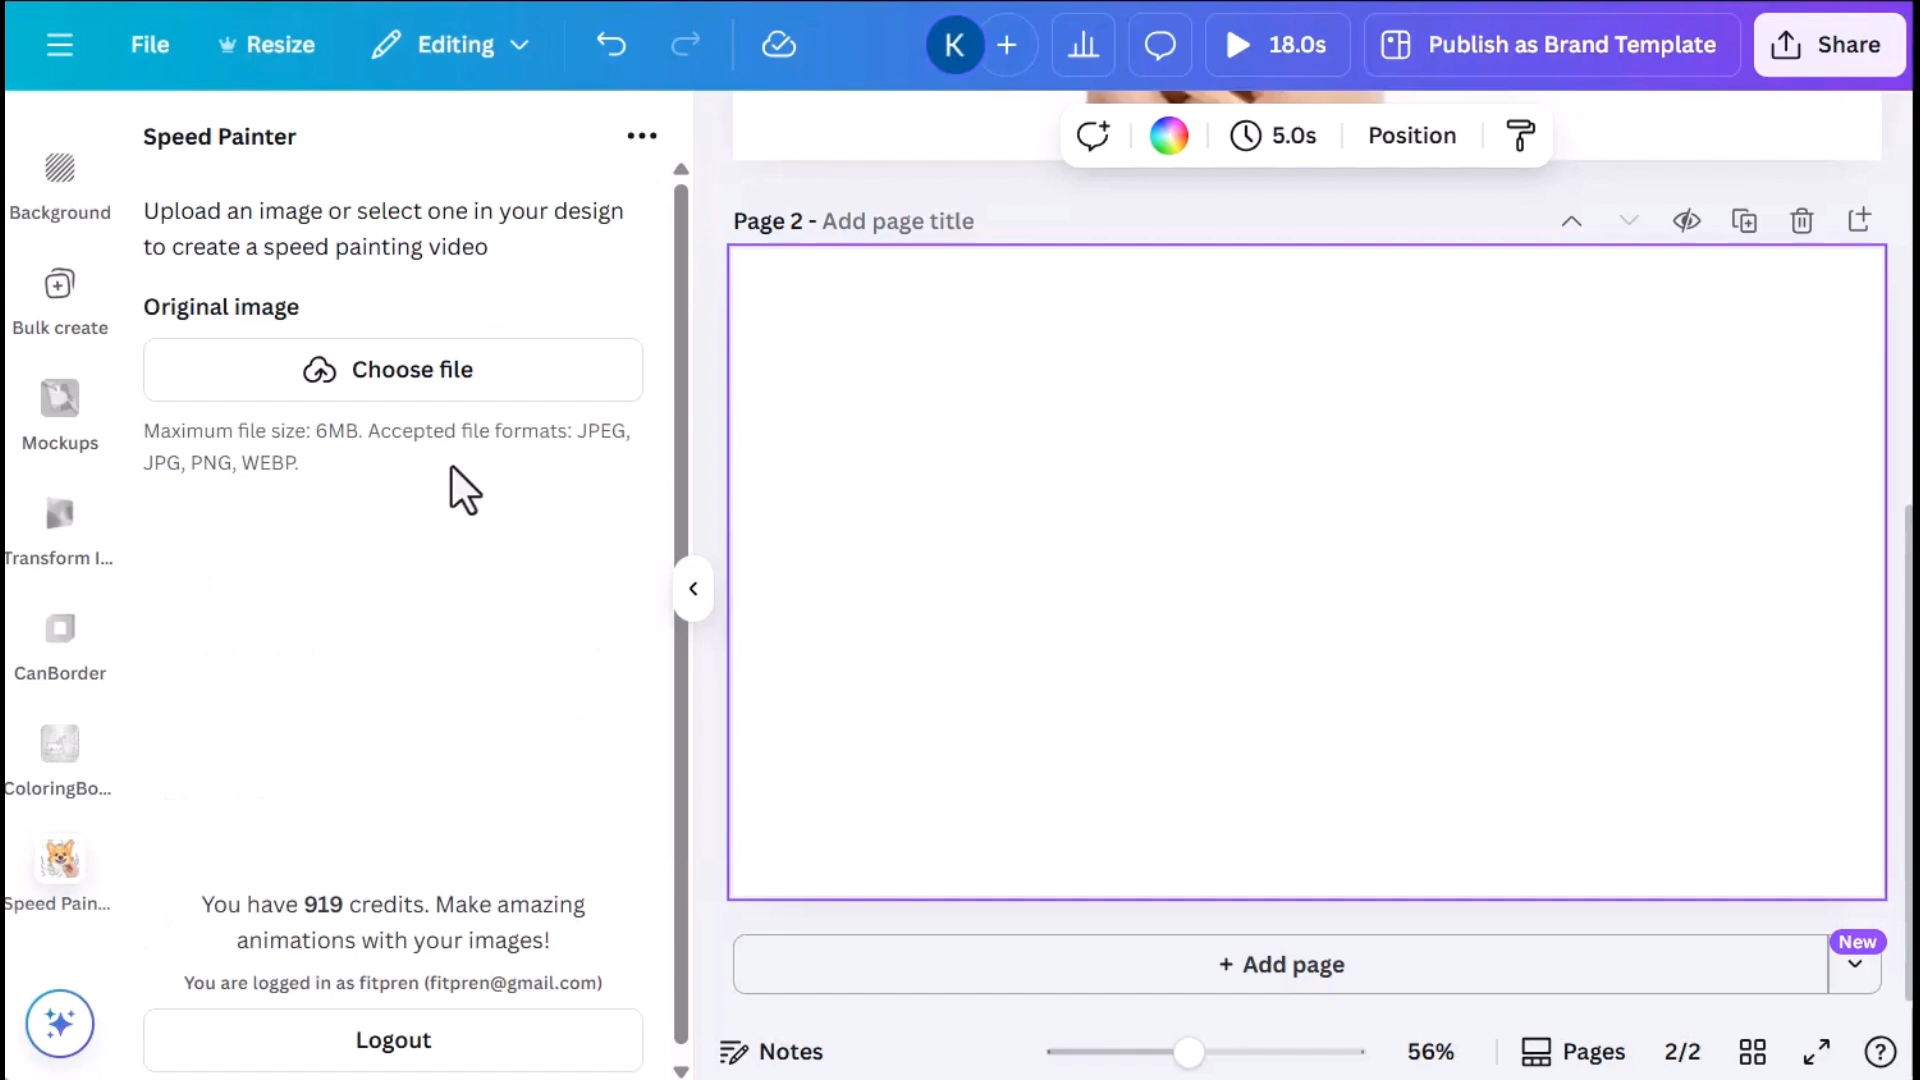 File
Resize
Editing
K
18.0s
Publish as Brand Template
Share
Background
Bulk create
Mockups
Transform I...
CanBorder
ColoringBo...
Speed Pain...
Speed Painter
Upload an image or select one in your design
to create a speed painting video
Original image
Choose file
Maximum file size: 6MB. Accepted file formats: JPEG,
JPG, PNG, WEBP.
You have 919 credits. Make amazing
animations with your images!
You are logged in as fitpren (fitpren@gmail.com)
Logout
5.0s
Position
Page 2 - Add page title
+ Add page
New
Notes
56%
Pages
2/2